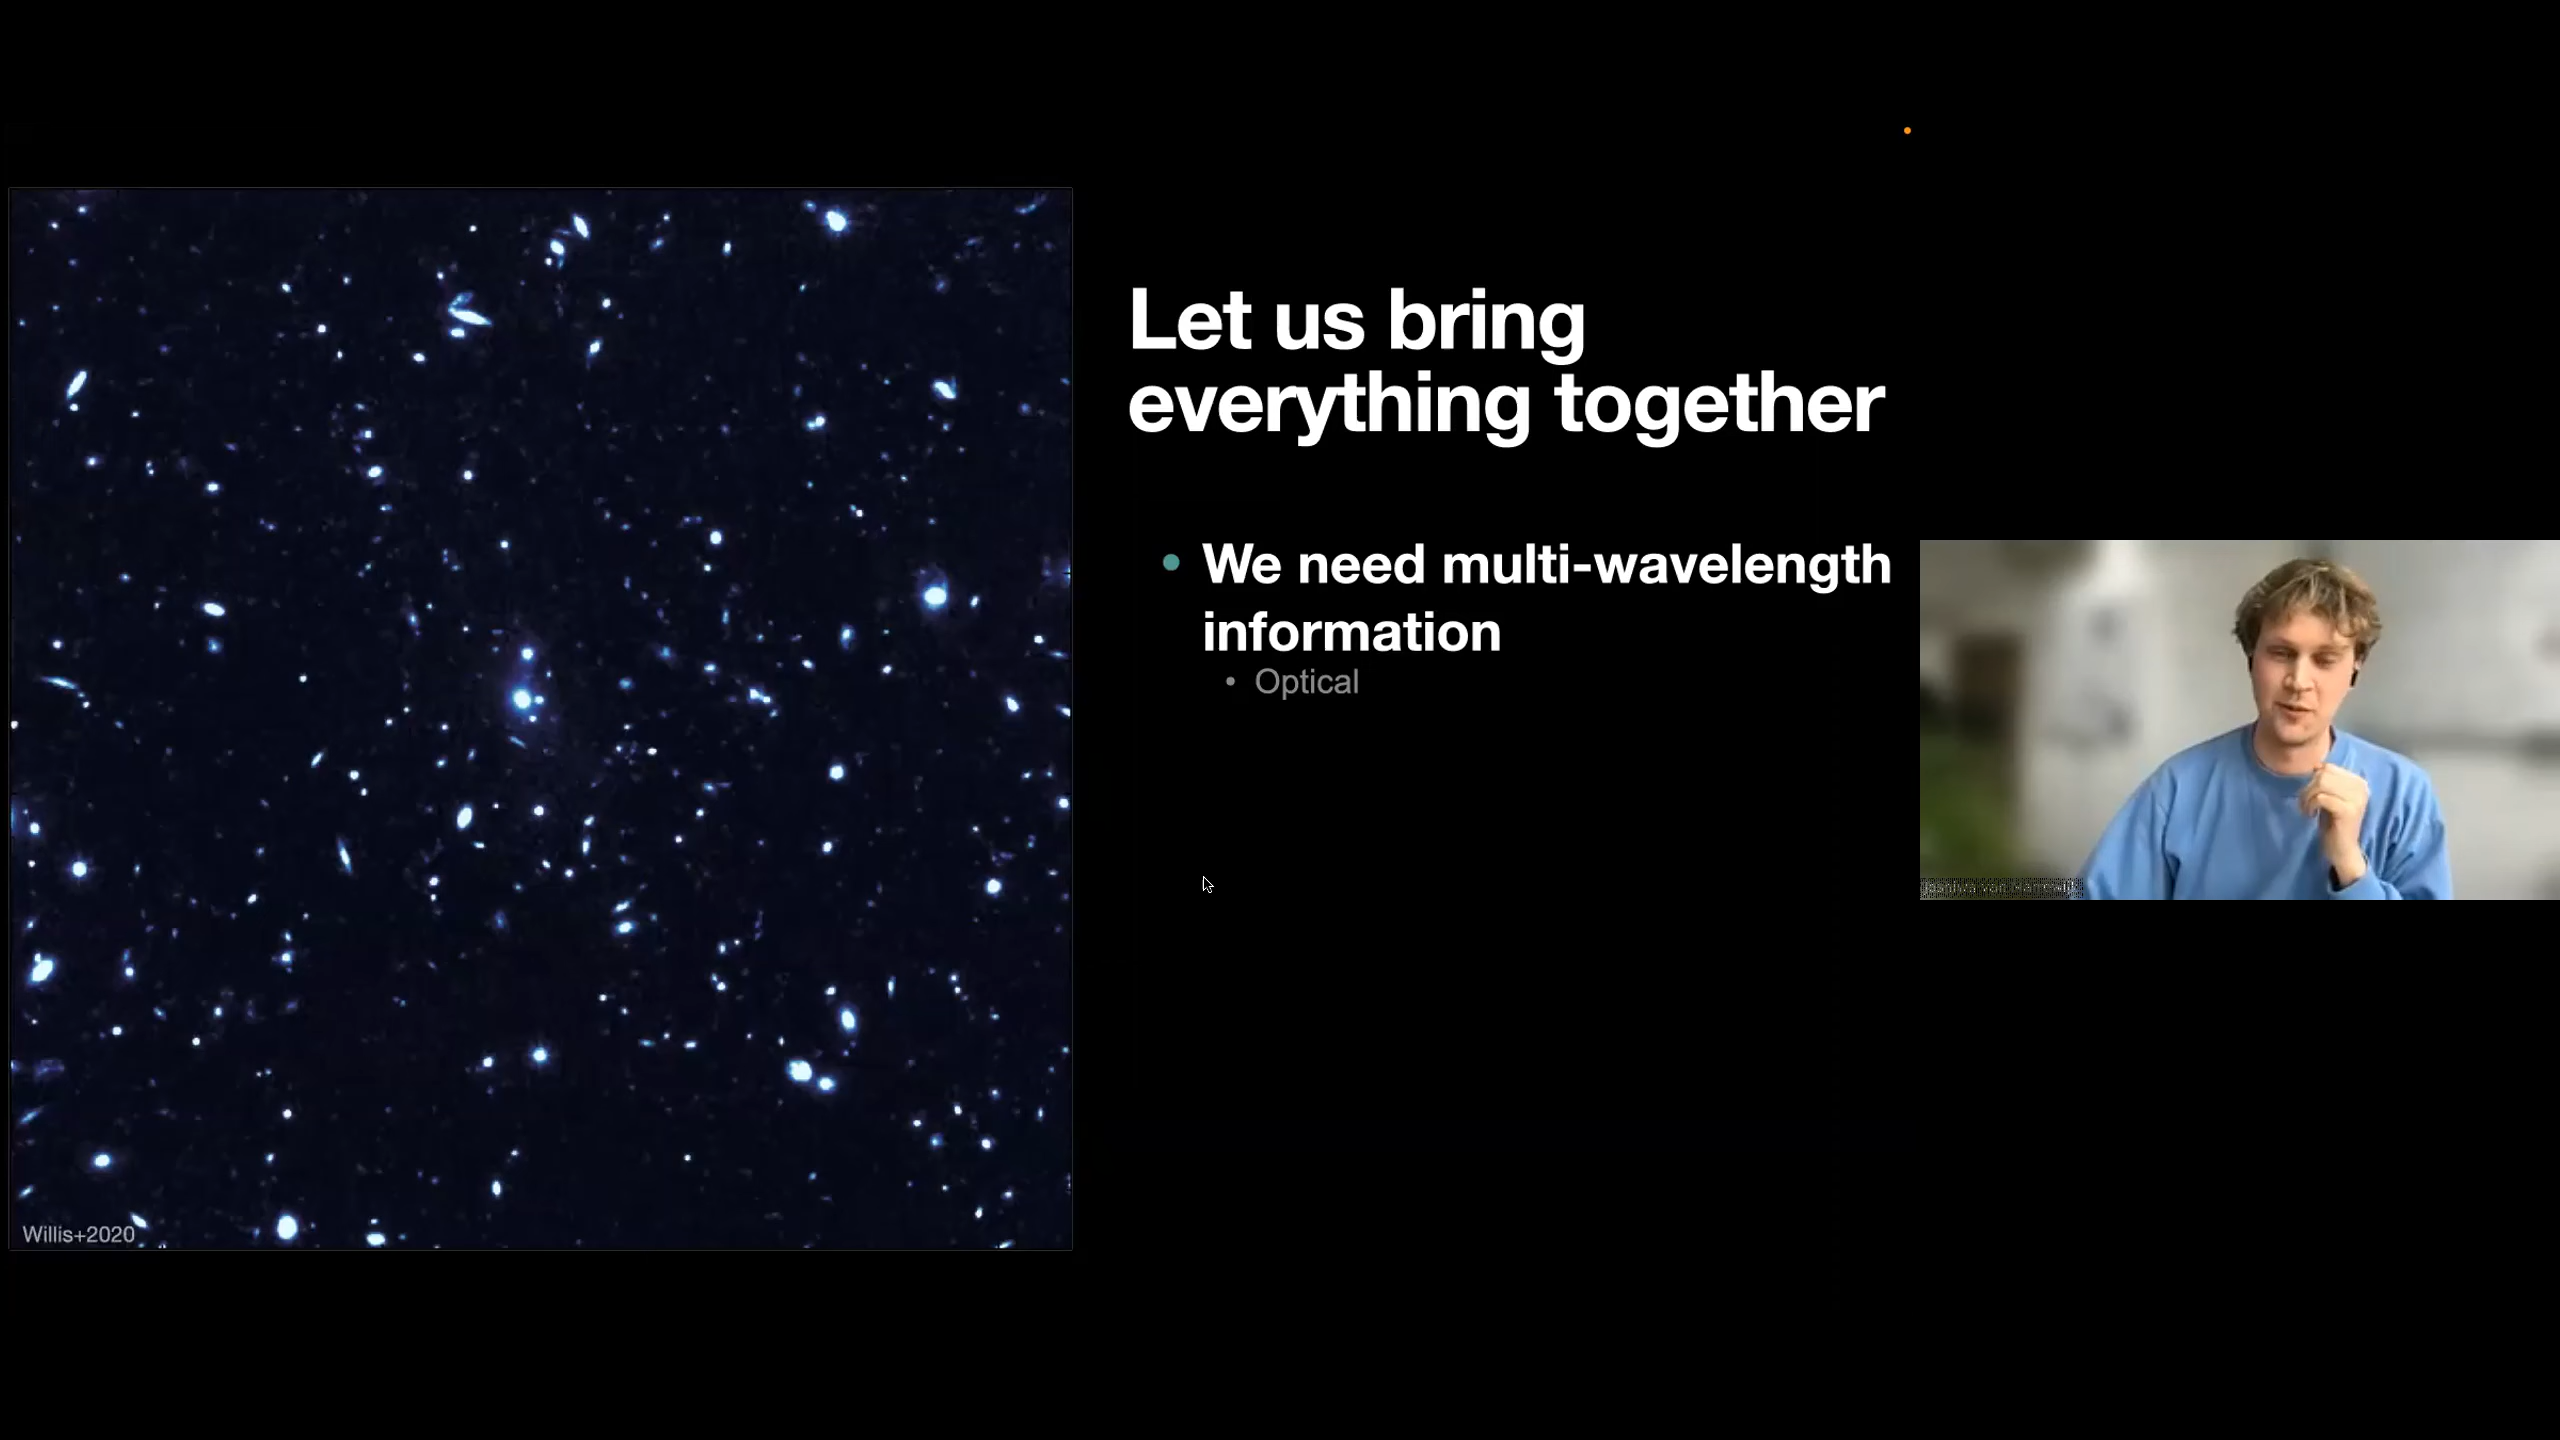 Let us bring
everything together
• We need multi-wavelength
information
• Optical
Willis+2020